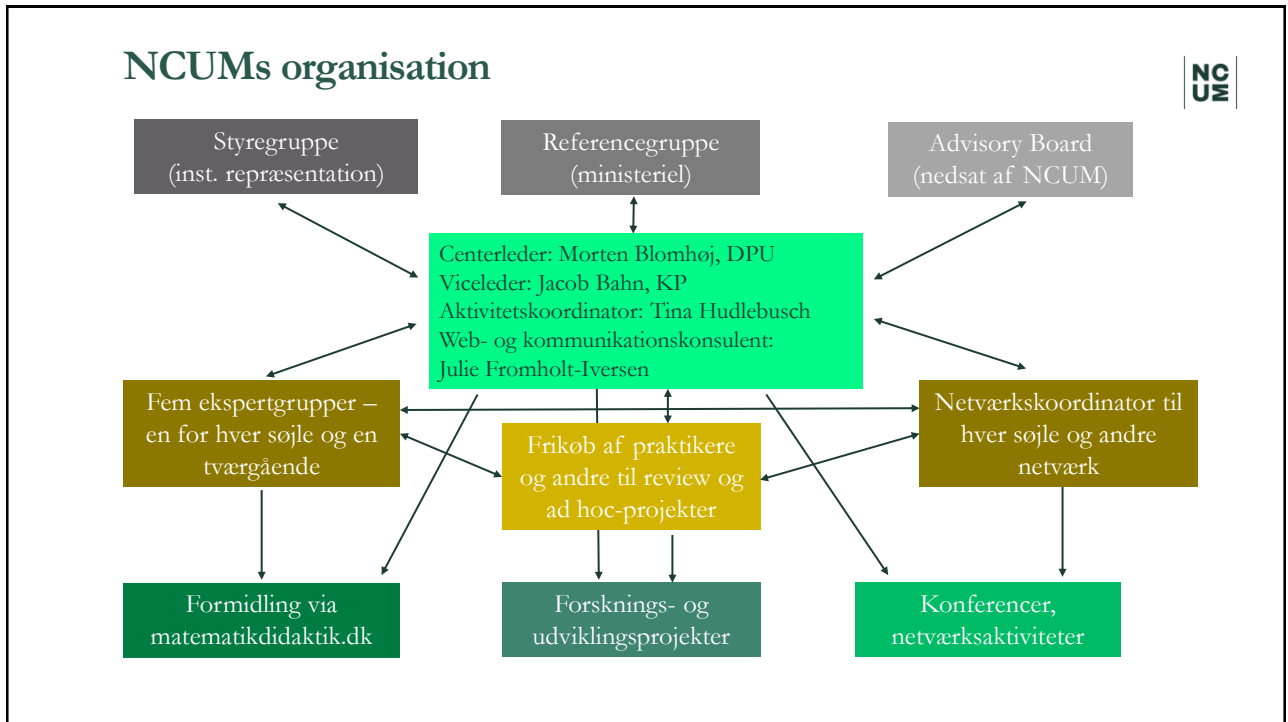 NCUMs organisation
NC
UM
Styregruppe
(inst. repræsentation)
Referencegruppe
(ministeriel)
Advisory Board
(nedsat af NCUM)
Centerleder: Morten Blomhøj, DPU
Viceleder: Jacob Bahn, KP
Aktivitetskoordinator: Tina Hudlebusch
Web- og kommunikationskonsulent:
Julie Fromholt-Iversen
Fem ekspertgrupper –
en for hver søjle og en
tværgående
Frikøb af praktikere
og andre til review og
ad hoc-projekter
Netværkskoordinator til
hver søjle og andre
netværk
Formidling via
matematikdidaktik.dk
Forsknings- og
udviklingsprojekter
Konferencer,
netværksaktiviteter